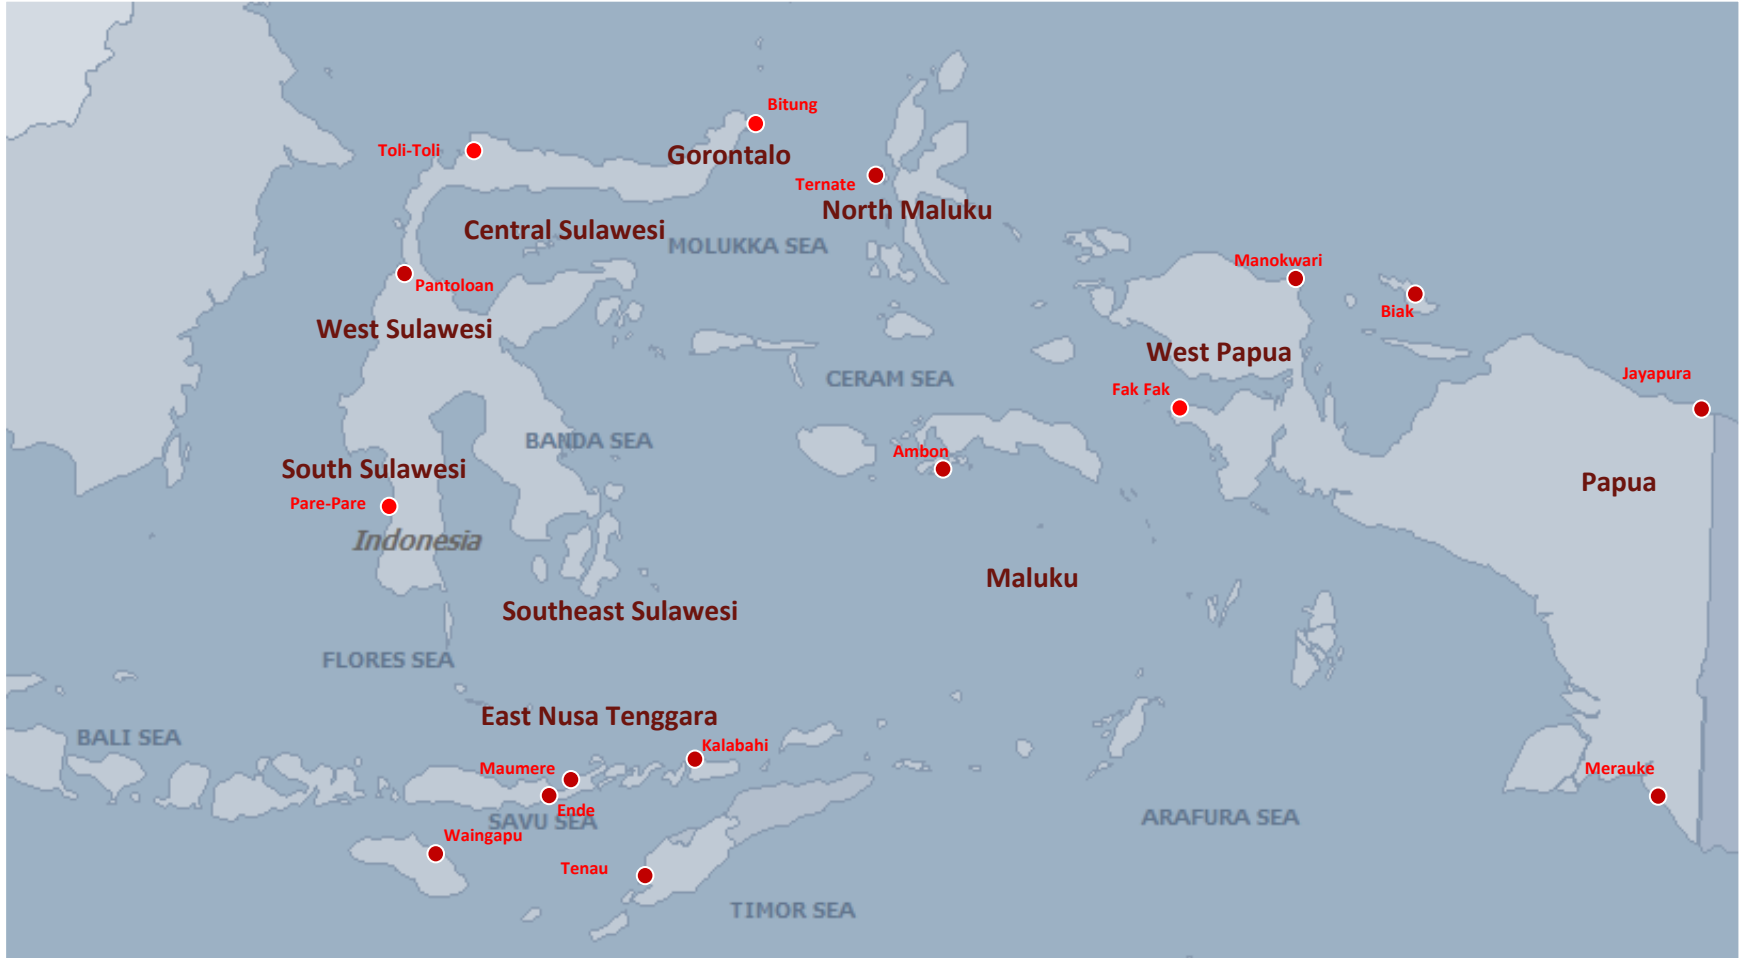 Bitung
Toli-Toli
Gorontalo
Ternate
North Maluku
Central Sulawesi
MOLUKKA SEA
Manokwari
Pantoloan
Biak
West Sulawesi
West Papua
CERAM SEA
Jayapura
Fak Fak
BANDA SEA
Ambon
South Sulawesi
Papua
Pare-Pare
Indonesia
Maluku
Southeast Sulawesi
FLORES SEA
East Nusa Tenggara
BALI SEA
Kalabahi
Maumere
Merauke
Ende
SAVU SEA
ARAFURA SEA
Waingapu
Tenau
TIMOR SEA